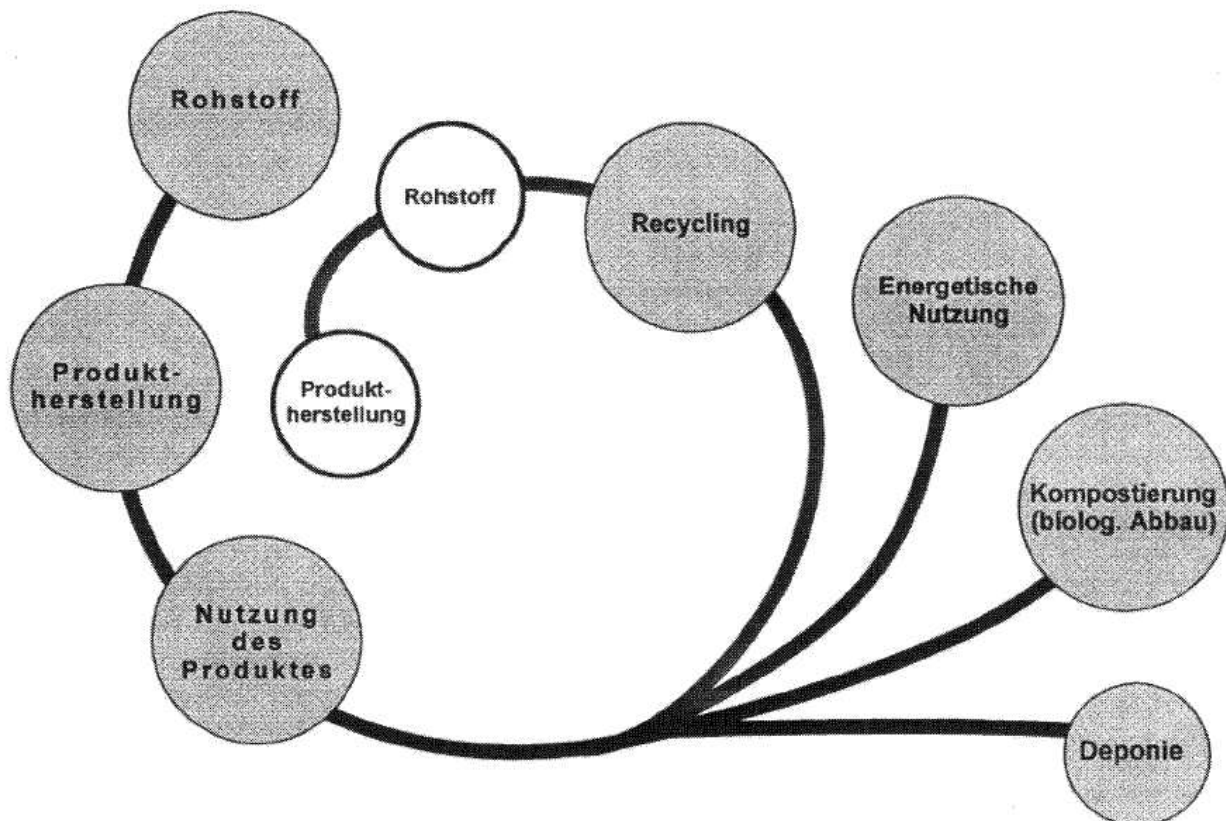 Rohstoff
Rohstoff
Recycling
Energetische
Nutzung
Produkt-
herstellung
Produkt-
herstellung
Kompostierung
(biolog. Abbau)
Nutzung
des
Produktes
Deponie